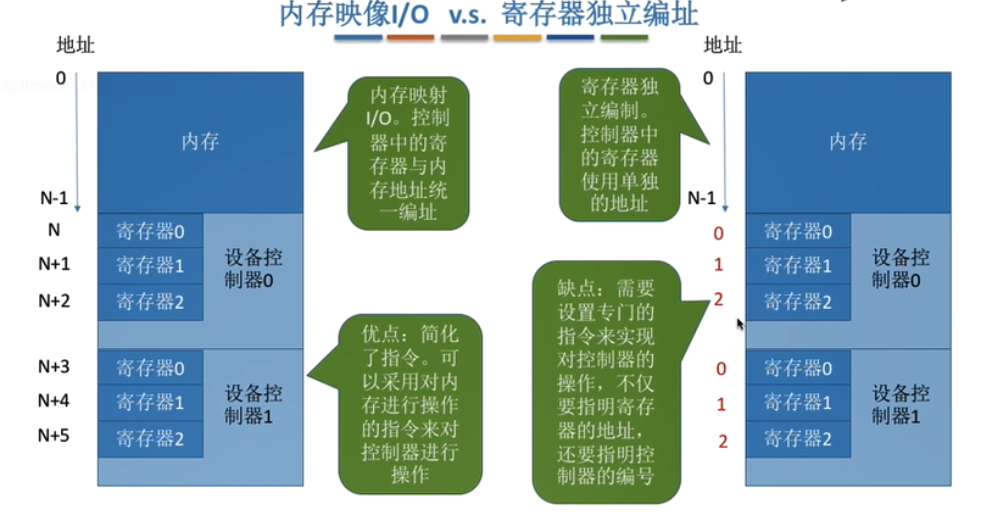 内存映像I/O v.s. 寄存器独立编址
地址
0
N-1
N
N+1
N+2
N+3
N+4
N+5
内存
寄存器0
寄存器1
寄存器2
设备控
制器0
寄存器0
寄存器1
寄存器2
设备控
制器1
内存映射
I/O。控制
器中的寄
存器与内
存地址统
一编址
优点：简化
了指令。可
以采用对内
存进行操作
的指令来对
控制器进行
操作
寄存器独
立编制。
控制器中
的寄存器
使用单独
的地址
缺点：需要
设置专门的
指令来实现
对控制器的
操作，不仅
要指明寄存
器的地址，
还要指明控
制器的编号
地址
0
N-1
0
1
2
0
1
2
内存
寄存器0
寄存器1
寄存器2
设备控
制器0
寄存器0
寄存器1
寄存器2
设备控
制器1